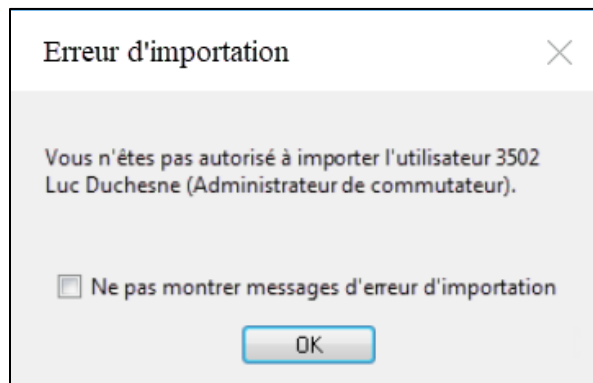 Erreur d'importation
Vous n'êtes pas autorisé à importer l'utilisateur 3502
Luc Duchesne (Administrateur de commutateur).
Ne pas montrer messages d'erreur d'importation
OK